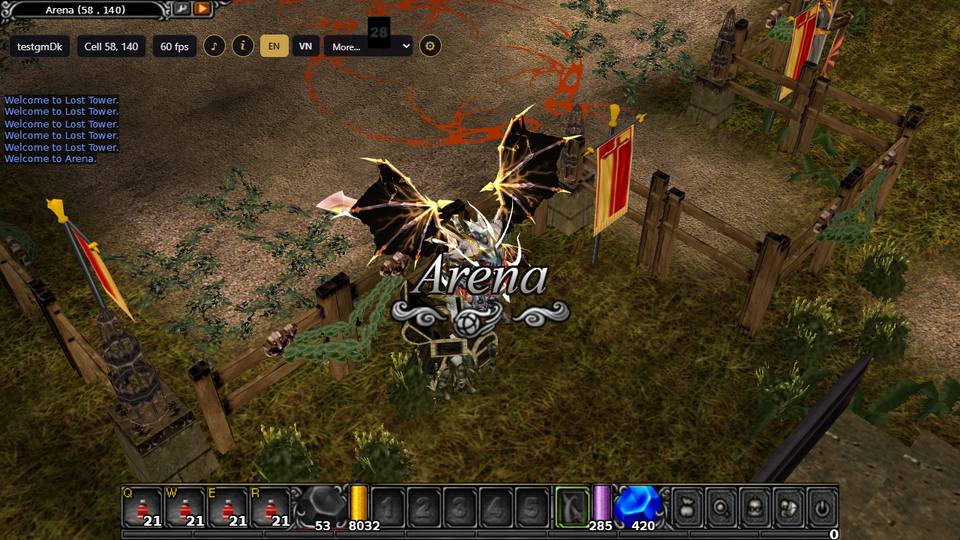 Arena (58 , 140)
28
testgmDk
Cell 58, 140
60 fps
i
EN
VN
More...
Welcome to Lost Tower.
Welcome to Lost Tower.
Welcome to Lost Tower.
Welcome to Lost Tower.
Welcome to Lost Tower.
Welcome to Arena.
Arena
Q
W
E
R
21
21
21
21
53
8032
1
2
3
4
5
285
420
0